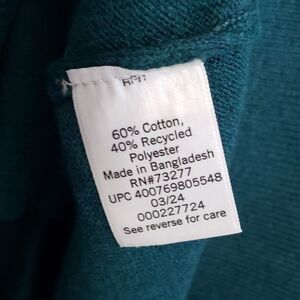 60% Cotton,
40% Recycled
Polyester
Made in Bangladesh
RN#73277
UPC 400769805548
03/24
000227724
See reverse for care